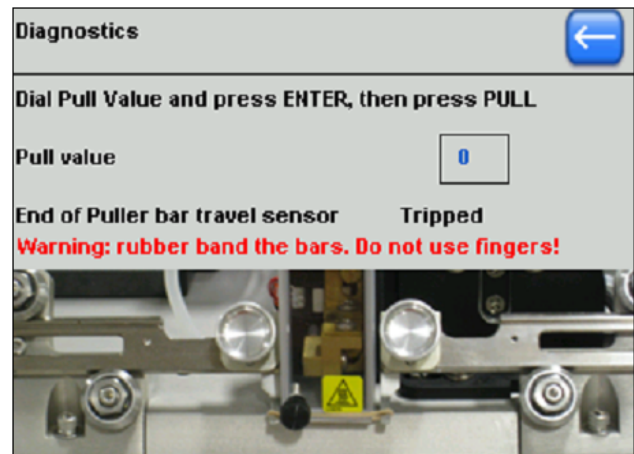 Diagnostics
Dial Pull Value and press ENTER, then press PULL
Pull value
0
End of Puller bar travel sensor Tripped
Warning: rubber band the bars. Do not use fingers!